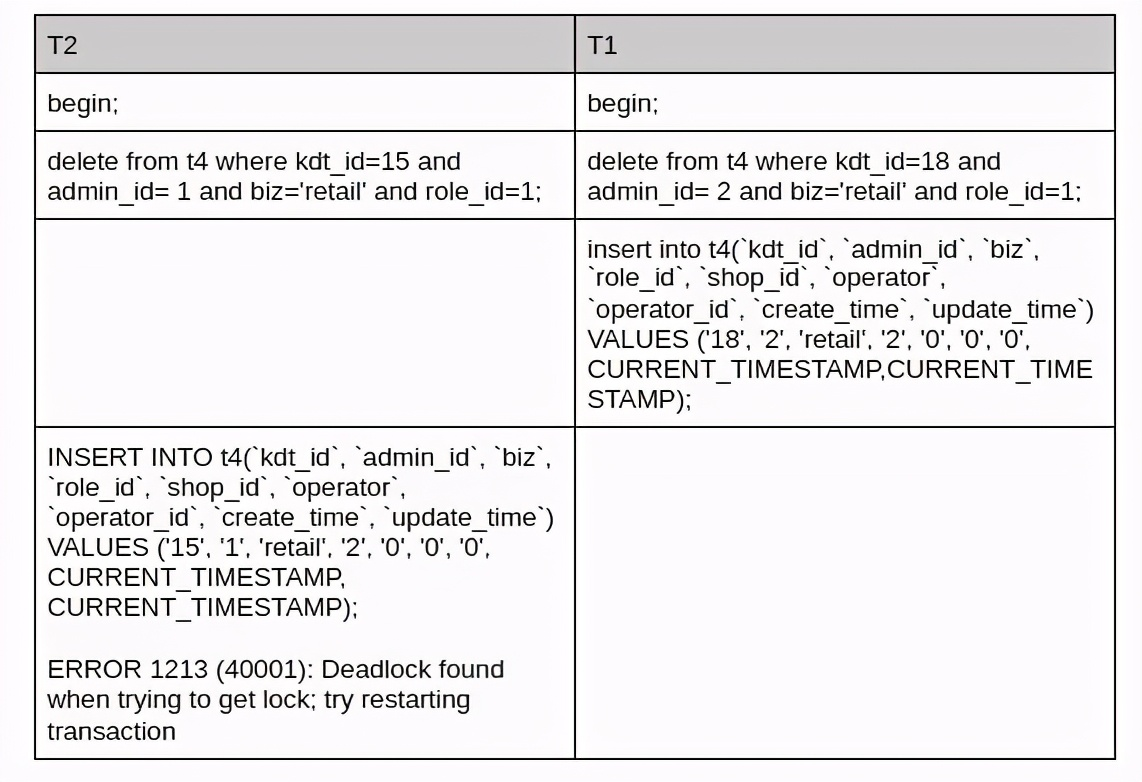 T2
T1
begin;
begin;
delete from t4 where kdt_id=15 and
admin_id= 1 and biz='retail' and role_id=1;
delete from t4 where kdt_id=18 and
admin_id= 2 and biz='retail' and role_id=1;
insert into t4(`kdt_id`, `admin_id`, `biz`,
`role_id`, `shop_id`, `operator`,
`operator_id`, `create_time`, `update_time`)
VALUES ('18', '2', 'retail', '2', '0', '0', '0',
CURRENT_TIMESTAMP,CURRENT_TIME
STAMP);
INSERT INTO t4(`kdt_id`, `admin_id`, `biz`,
`role_id`, `shop_id`, `operator`,
`operator_id`, `create_time`, `update_time`)
VALUES ('15', '1', 'retail', '2', '0', '0', '0',
CURRENT_TIMESTAMP,
CURRENT_TIMESTAMP);
ERROR 1213 (40001): Deadlock found
when trying to get lock; try restarting
transaction